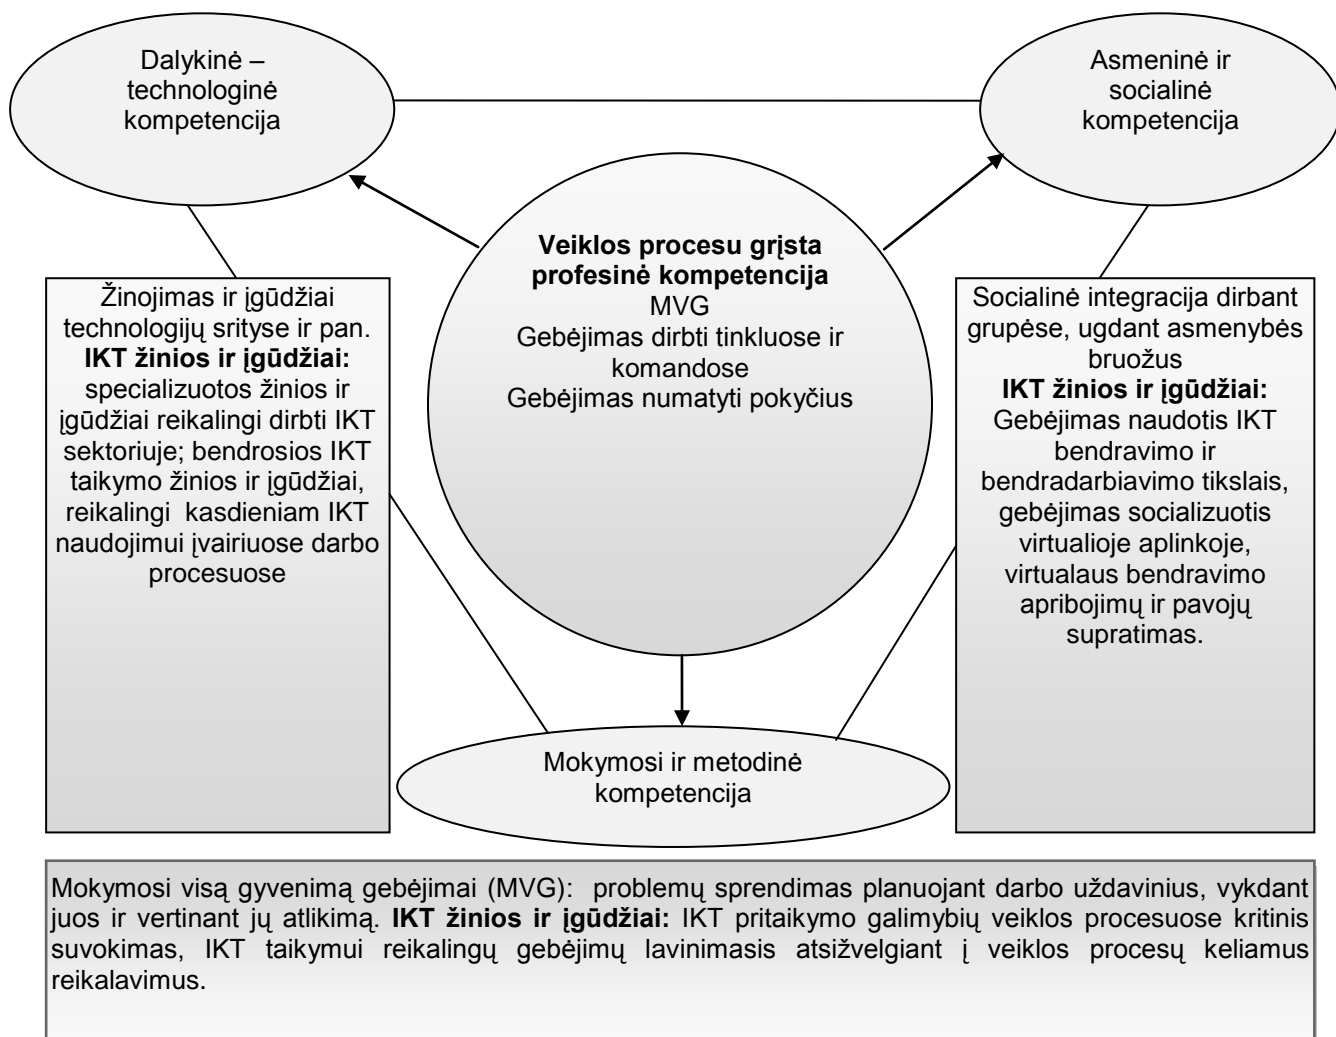 Dalykinė –
technologinė
kompetencija
Asmeninė ir
socialinė
kompetencija
Veiklos procesu grįsta
profesinė kompetencija
MVG
Gebėjimas dirbti tinkluose ir
komandose
Gebėjimas numatyti pokyčius
Žinojimas ir įgūdžiai
technologijų srityse ir pan.
IKT žinios ir įgūdžiai:
specializuotos žinios ir
įgūdžiai reikalingi dirbti IKT
sektoriuje; bendrosios IKT
taikymo žinios ir įgūdžiai,
reikalingi kasdieniam IKT
naudojimui įvairiuose darbo
procesuose
Socialinė integracija dirbant
grupėse, ugdant asmenybės
bruožus
IKT žinios ir įgūdžiai:
Gebėjimas naudotis IKT
bendravimo ir
bendradarbiavimo tikslais,
gebėjimas socializuotis
virtualioje aplinkoje,
virtualaus bendravimo
apribojimų ir pavojų
supratimas.
Mokymosi ir metodinė
kompetencija
Mokymosi visą gyvenimą gebėjimai (MVG): problemų sprendimas planuojant darbo uždavinius, vykdant
juos ir vertinant jų atlikimą. IKT žinios ir įgūdžiai: IKT pritaikymo galimybių veiklos procesuose kritinis
suvokimas, IKT taikymui reikalingų gebėjimų lavinimasis atsižvelgiant į veiklos procesų keliamus
reikalavimus.